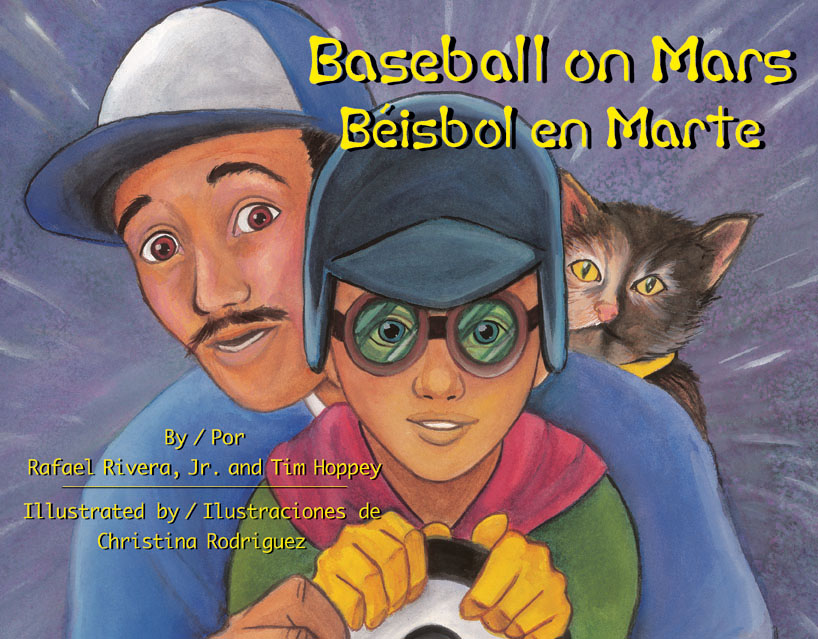 Baseball on Mars
Béisbol en Marte
By / Por
Rafael Rivera, Jr. and Tim Hoppey
Illustrated by / Ilustraciones de
Christina Rodriguez